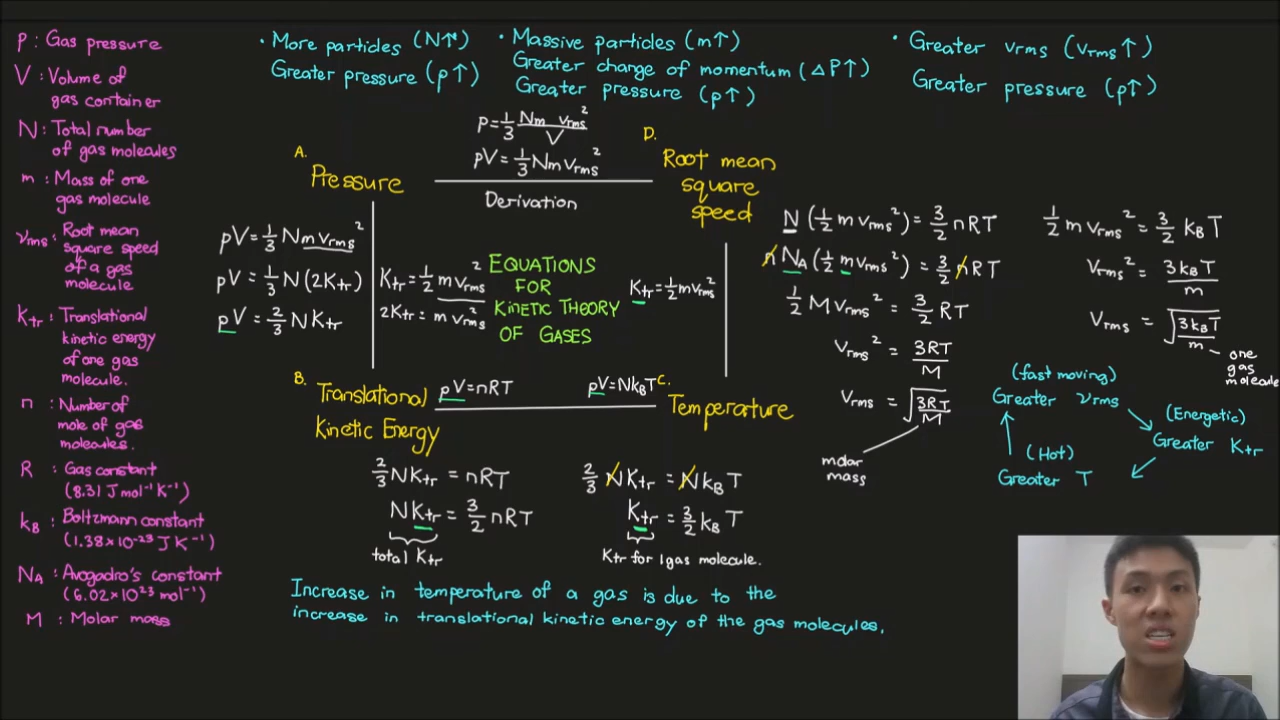 p : Gas pressure
V : Volume of
gas container
N : Total number
of gas molecules
m : Mass of one
gas molecule
vrms : Root mean
square speed
of a gas
molecule
Ktr : Translational
kinetic energy
of one gas
molecule.
n : Number of
mole of gas
molecules.
R : Gas constant
(8.31 J mol⁻¹ K⁻¹)
kB : Boltzmann constant
(1.38×10⁻²³ J K⁻¹)
NA : Avogadro's constant
(6.02×10²³ mol⁻¹)
M : Molar mass
• More particles (N↑)
Greater pressure (p↑)
• Massive particles (m↑)
Greater change of momentum (ΔP↑)
Greater pressure (p↑)
• Greater vrms (vrms↑)
Greater pressure (p↑)
A.
Pressure
P = 1/3 Nm vrms² / V
pV = 1/3 Nm vrms²
Derivation
D.
Root mean
square
speed
pV = 1/3 N m vrms²
pV = 1/3 N (2Ktr)
pV = 2/3 N Ktr
Ktr = 1/2 m vrms²
2Ktr = m vrms²
EQUATIONS
FOR
KINETIC THEORY
OF GASES
Ktr = 1/2 m vrms²
B.
Translational
Kinetic Energy
pV = nRT
pV = NkBT
C.
Temperature
2/3 N Ktr = nRT
N Ktr = 3/2 nRT
total Ktr
2/3 N Ktr = N kB T
Ktr = 3/2 kB T
Ktr for 1 gas molecule.
N (1/2 m vrms²) = 3/2 nRT
n NA (1/2 m vrms²) = 3/2 n RT
1/2 M vrms² = 3/2 RT
vrms² = 3RT/M
vrms = √(3RT/M)
molar
mass
1/2 m vrms² = 3/2 kB T
vrms² = 3kBT/m
vrms = √(3kBT/m)
one
gas
molecule
(fast moving)
Greater vrms
(Energetic)
Greater Ktr
(Hot)
Greater T
Increase in temperature of a gas is due to the
increase in translational kinetic energy of the gas molecules.